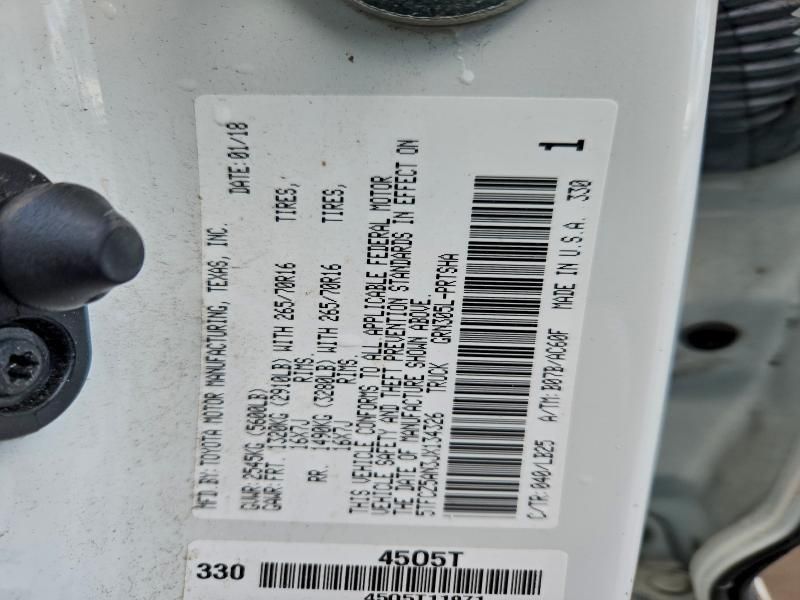 MFD BY: TOYOTA MOTOR MANUFACTURING, TEXAS, INC.
DATE: 01/18
GVWR 2545KG (5600LB)
GAWR FRT. 1320KG (2910LB) WITH 265/70R16 TIRES,
16X7J RIMS.
RR. 1490KG (3280LB) WITH 265/70R16 TIRES,
16X7J RIMS.
THIS VEHICLE CONFORMS TO ALL APPLICABLE FEDERAL MOTOR
VEHICLE SAFETY AND THEFT PREVENTION STANDARDS IN EFFECT ON
THE DATE OF MANUFACTURE SHOWN ABOVE.
5TFCZ5AN3JX134326 TRUCK GRN305L-PRTSHA
C/TR: 040/LB25 A/TM: B07B/AC60F MADE IN U.S.A. 330
1
4505T
330
4505T11971